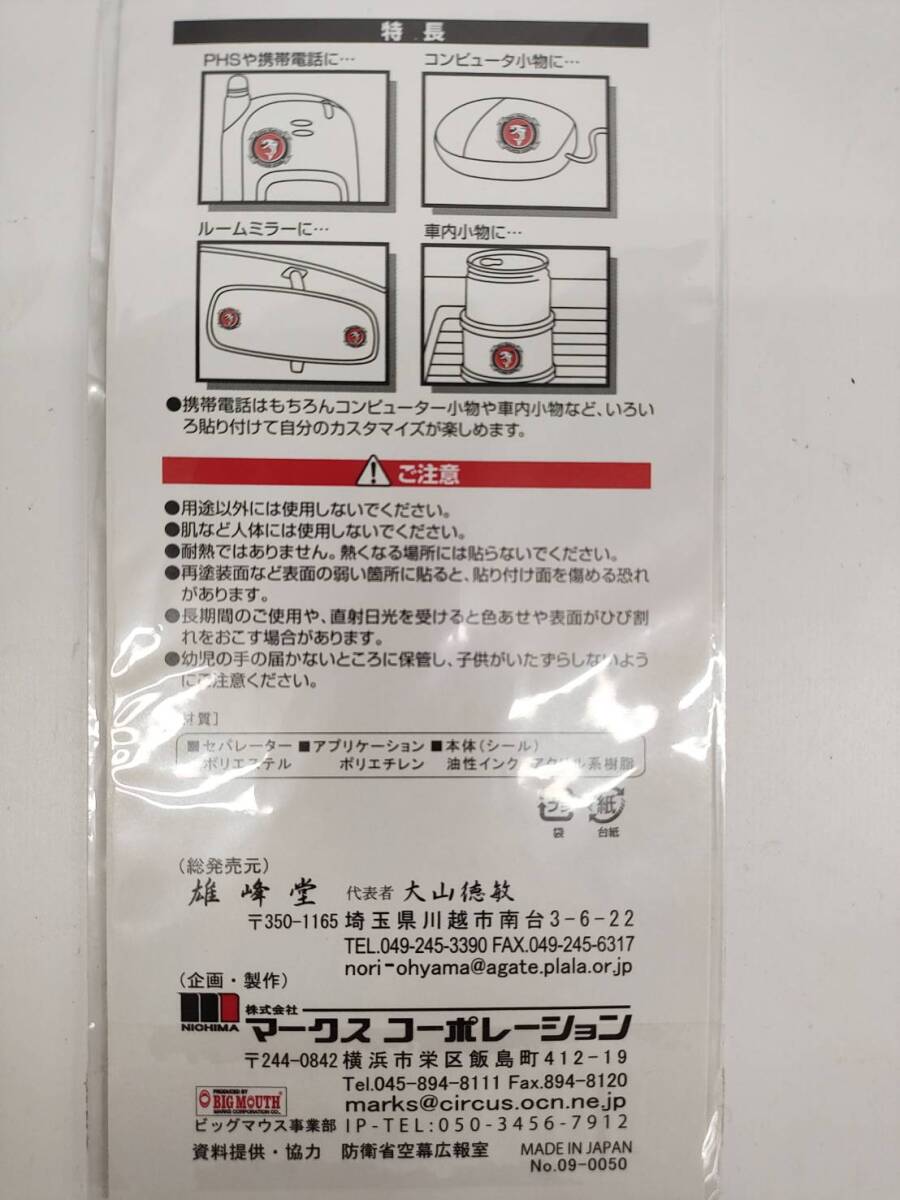 特長
PHSや携帯電話に…
コンピュータ小物に…
ルームミラーに…
車内小物に…
●携帯電話はもちろんコンピューター小物や車内小物など、いろい
ろ貼り付けて自分のカスタマイズが楽しめます。
ご注意
●用途以外には使用しないでください。
●肌など人体には使用しないでください。
●耐熱ではありません。熱くなる場所には貼らないでください。
●再塗装面など表面の弱い箇所に貼ると、貼り付け面を傷める恐れ
があります。
●長期間のご使用や、直射日光を受けると色あせや表面がひび割
れをおこす場合があります。
●幼児の手の届かないところに保管し、子供がいたずらしないよう
にご注意ください。
材質]
■セパレーター ■アプリケーション ■本体(シール)
ポリエステル ポリエチレン 油性インク アクリル系樹脂
プラ 紙
袋 台紙
(総発売元)
雄峰堂 代表者 大山徳敏
〒350-1165 埼玉県川越市南台3-6-22
TEL.049-245-3390 FAX.049-245-6317
nori-ohyama@agate.plala.or.jp
(企画・製作)
NICHIMA 株式会社 マークス コーポレーション
〒244-0842 横浜市栄区飯島町412-19
Tel.045-894-8111 Fax.894-8120
marks@circus.ocn.ne.jp
PRODUCED BY
BIG MOUTH
MARKS CORPORATION CO.
ビッグマウス事業部 IP-TEL:050-3456-7912
資料提供・協力 防衛省空幕広報室 MADE IN JAPAN
No.09-0050